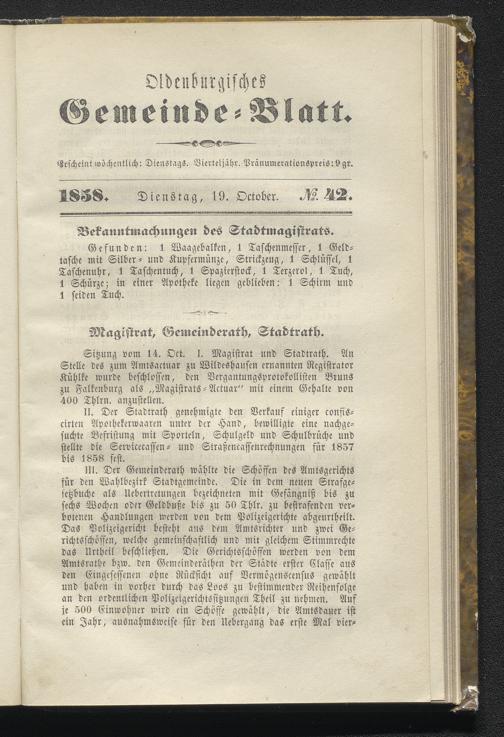 Oldenburgisches
Gemeinde-Blatt.
Erscheint wöchentlich: Dienstags. Vierteljähr. Pränumerationspreis: 9 gr.
1858. Dienstag, 19. October. № 42.
Bekanntmachungen des Stadtmagistrats.
Gefunden: 1 Waagebalken, 1 Taschenmesser, 1 Geld-
tasche mit Silber- und Kupfermünze, Strickzeug, 1 Schlüssel, 1
Taschenuhr, 1 Taschentuch, 1 Spazierstock, 1 Terzerol, 1 Tuch,
1 Schürze; in einer Apotheke liegen geblieben: 1 Schirm und
1 seiden Tuch.
Magistrat, Gemeinderath, Stadtrath.
Sitzung vom 14. Oct. I. Magistrat und Stadtrath. An
Stelle des zum Amtsactuar zu Wildeshausen ernannten Registrator
Kühlke wurde beschlossen, den Vergantungsprotokollisten Bruns
zu Falkenburg als „Magistrats-Actuar“ mit einem Gehalte von
400 Thlrn. anzustellen.
II. Der Stadtrath genehmigte den Verkauf einiger confis-
cirten Apothekerwaaren unter der Hand, bewilligte eine nachge-
suchte Befristung mit Sporteln, Schulgeld und Schulbrüche und
stellte die Servicecassen- und Straßencassenrechnungen für 1857
bis 1858 fest.
III. Der Gemeinderath wählte die Schöffen des Amtsgerichts
für den Wahlbezirk Stadtgemeinde. Die in dem neuen Strafge-
setzbuche als Uebertretungen bezeichneten mit Gefängniß bis zu
sechs Wochen oder Geldbuße bis zu 50 Thlr. zu bestrafenden ver-
botenen Handlungen werden von dem Polizeigerichte abgeurtheilt.
Das Polizeigericht besteht aus dem Amtsrichter und zwei Ge-
richtsschöffen, welche gemeinschaftlich und mit gleichem Stimmrechte
das Urtheil beschließen. Die Gerichtsschöffen werden von dem
Amtsrathe bzw. den Gemeinderäthen der Städte erster Classe aus
den Eingesessenen ohne Rücksicht auf Vermögenscensus gewählt
und haben in vorher durch das Loos zu bestimmender Reihenfolge
an den ordentlichen Polizeigerichtssitzungen Theil zu nehmen. Auf
je 500 Einwohner wird ein Schöffe gewählt, die Amtsdauer ist
ein Jahr, ausnahmsweise für den Uebergang das erste Mal vier-